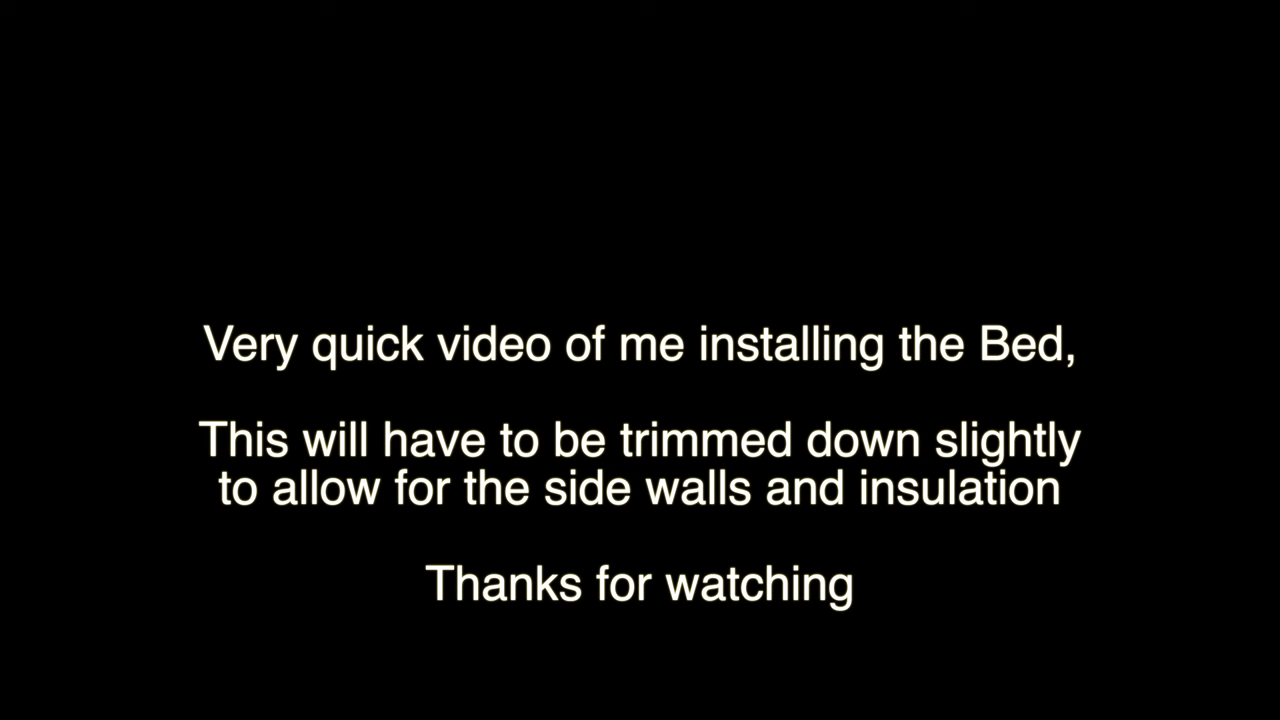 Very quick video of me installing the Bed,
This will have to be trimmed down slightly
to allow for the side walls and insulation
Thanks for watching